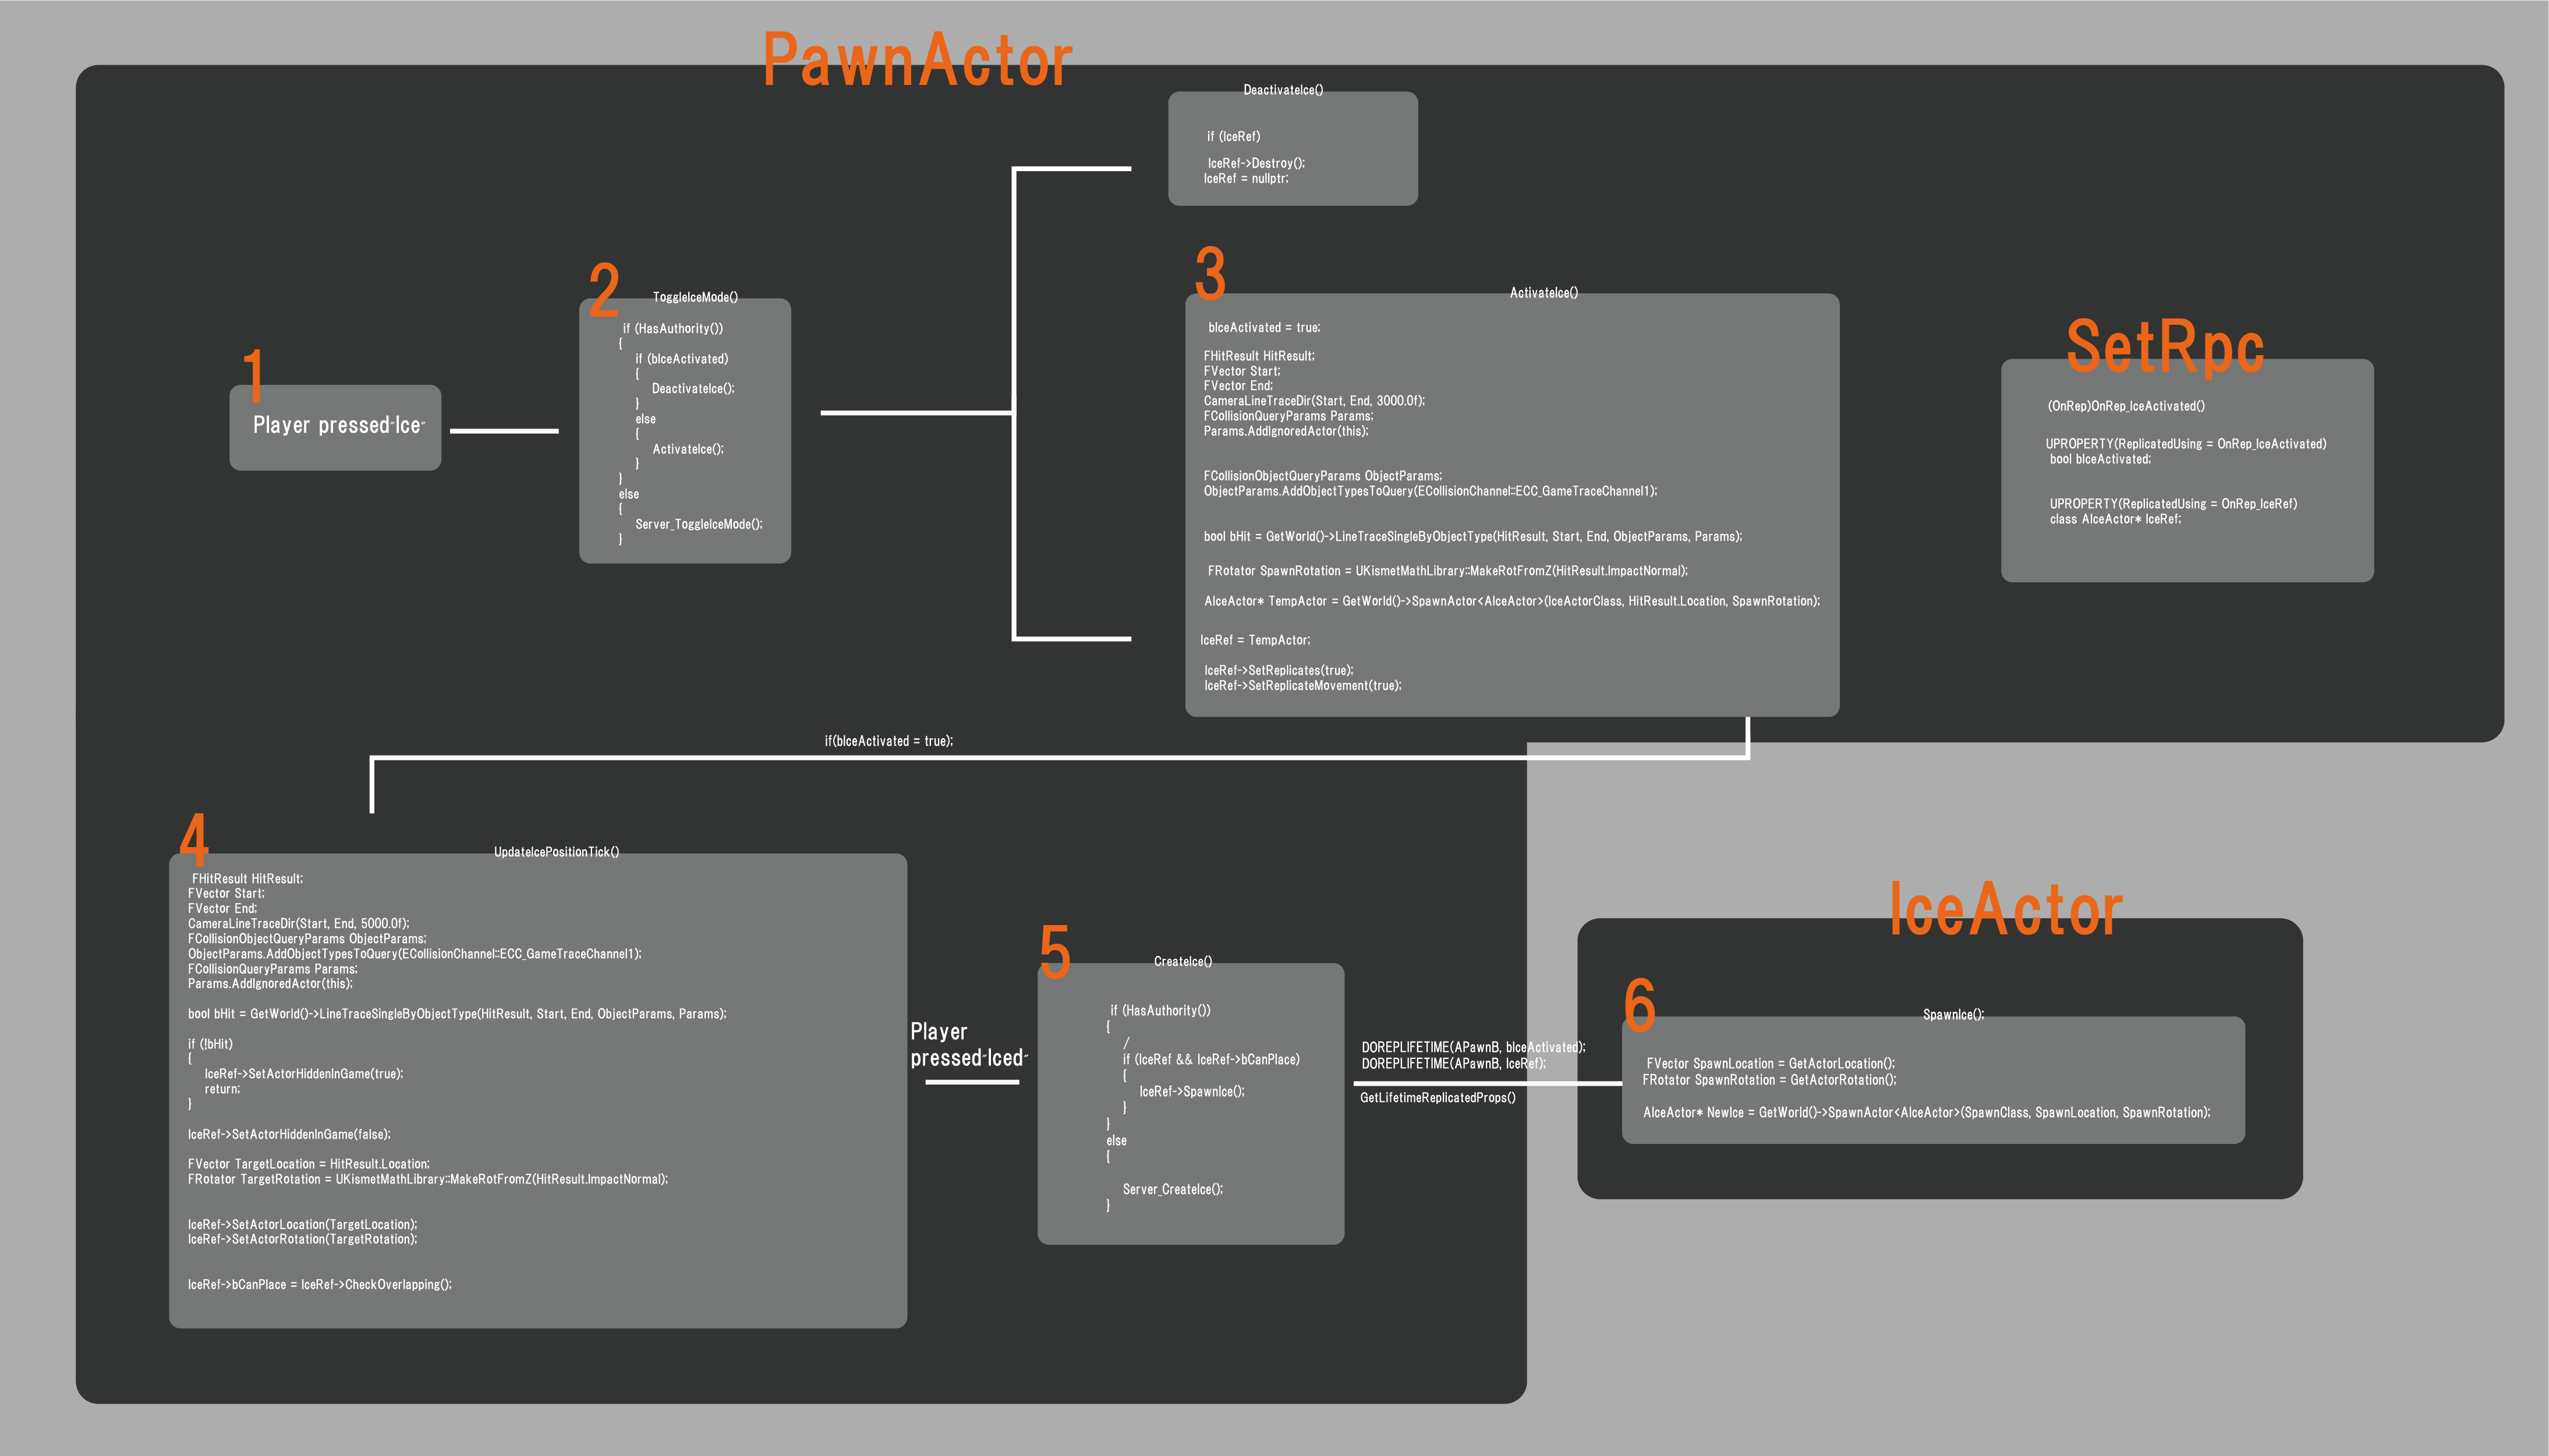 PawnActor
DeactivateIce()
if (IceRef)
IceRef->Destroy();
IceRef = nullptr;
1
Player pressed"Ice"
2
ToggleIceMode()
if (HasAuthority())
{
if (bIceActivated)
{
DeactivateIce();
}
else
{
ActivateIce();
}
}
else
{
Server_ToggleIceMode();
}
3
ActivateIce()
bIceActivated = true;
FHitResult HitResult;
FVector Start;
FVector End;
CameraLineTraceDir(Start, End, 3000.0f);
FCollisionQueryParams Params;
Params.AddIgnoredActor(this);
FCollisionObjectQueryParams ObjectParams;
ObjectParams.AddObjectTypesToQuery(ECollisionChannel::ECC_GameTraceChannel1);
bool bHit = GetWorld()->LineTraceSingleByObjectType(HitResult, Start, End, ObjectParams, Params);
FRotator SpawnRotation = UKismetMathLibrary::MakeRotFromZ(HitResult.ImpactNormal);
AIceActor* TempActor = GetWorld()->SpawnActor<AIceActor>(IceActorClass, HitResult.Location, SpawnRotation);
IceRef = TempActor;
IceRef->SetReplicates(true);
IceRef->SetReplicateMovement(true);
SetRpc
(OnRep)OnRep_IceActivated()
UPROPERTY(ReplicatedUsing = OnRep_IceActivated)
bool bIceActivated;
UPROPERTY(ReplicatedUsing = OnRep_IceRef)
class AIceActor* IceRef;
if(bIceActivated = true);
4
UpdateIcePositionTick()
FHitResult HitResult;
FVector Start;
FVector End;
CameraLineTraceDir(Start, End, 5000.0f);
FCollisionObjectQueryParams ObjectParams;
ObjectParams.AddObjectTypesToQuery(ECollisionChannel::ECC_GameTraceChannel1);
FCollisionQueryParams Params;
Params.AddIgnoredActor(this);
bool bHit = GetWorld()->LineTraceSingleByObjectType(HitResult, Start, End, ObjectParams, Params);
if (!bHit)
{
IceRef->SetActorHiddenInGame(true);
return;
}
IceRef->SetActorHiddenInGame(false);
FVector TargetLocation = HitResult.Location;
FRotator TargetRotation = UKismetMathLibrary::MakeRotFromZ(HitResult.ImpactNormal);
IceRef->SetActorLocation(TargetLocation);
IceRef->SetActorRotation(TargetRotation);
IceRef->bCanPlace = IceRef->CheckOverlapping();
Player
pressed"Iced"
5
CreateIce()
if (HasAuthority())
{
/
if (IceRef && IceRef->bCanPlace)
{
IceRef->SpawnIce();
}
}
else
{
Server_CreateIce();
}
DOREPLIFETIME(APawnB, bIceActivated);
DOREPLIFETIME(APawnB, IceRef);
GetLifetimeReplicatedProps()
IceActor
6
SpawnIce();
FVector SpawnLocation = GetActorLocation();
FRotator SpawnRotation = GetActorRotation();
AIceActor* NewIce = GetWorld()->SpawnActor<AIceActor>(SpawnClass, SpawnLocation, SpawnRotation);